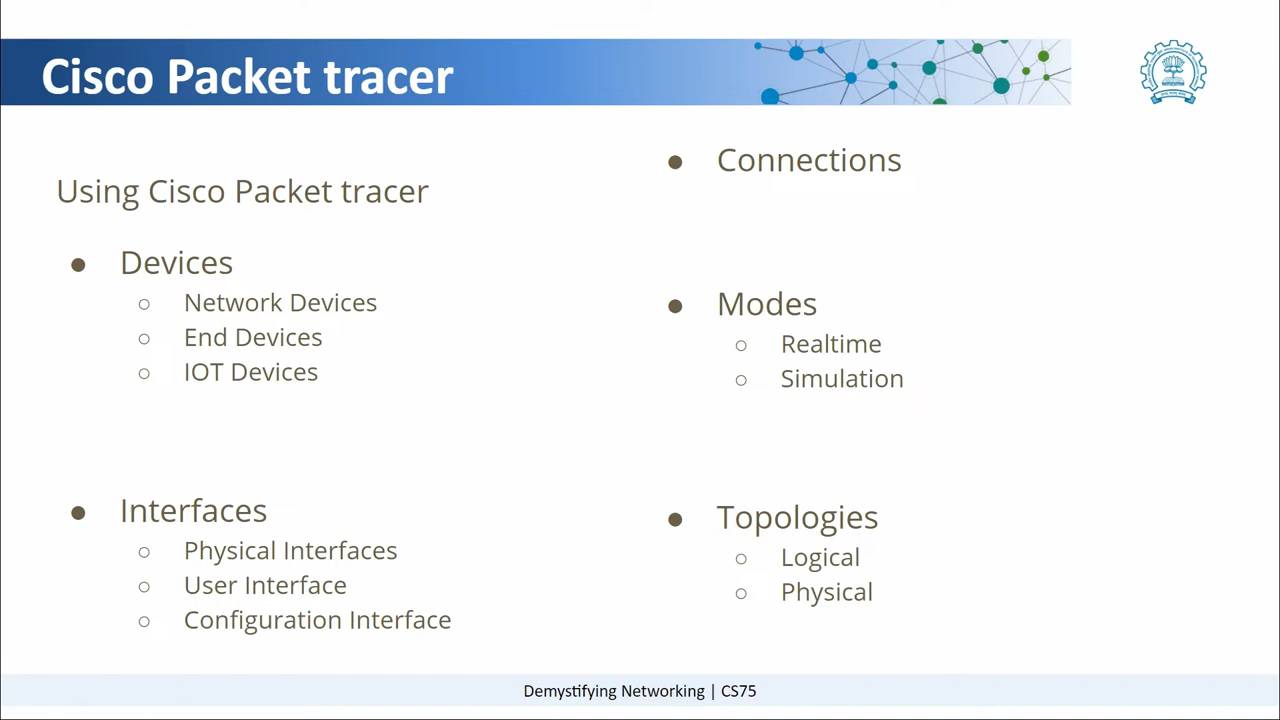 Cisco Packet tracer
Using Cisco Packet tracer
● Devices
○ Network Devices
○ End Devices
○ IOT Devices
● Interfaces
○ Physical Interfaces
○ User Interface
○ Configuration Interface
● Connections
● Modes
○ Realtime
○ Simulation
● Topologies
○ Logical
○ Physical
Demystifying Networking | CS75